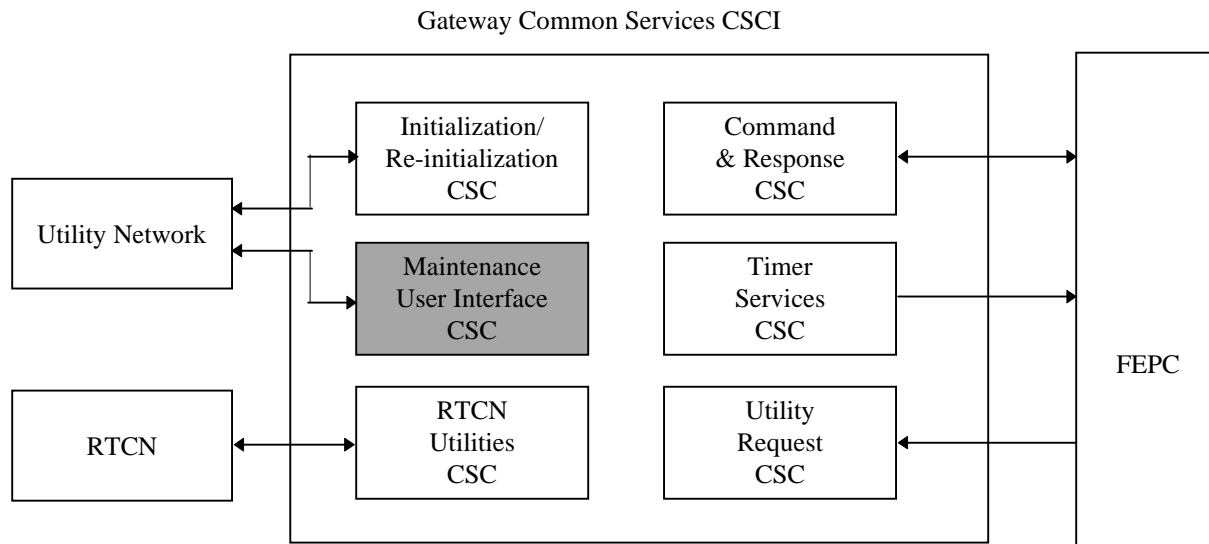 Gateway Common Services CSCI
Initialization/
Re-initialization
CSC
Command
& Response
CSC
Utility Network
Maintenance
User Interface
CSC
Timer
Services
CSC
FEPC
RTCN
RTCN
Utilities
CSC
Utility
Request
CSC